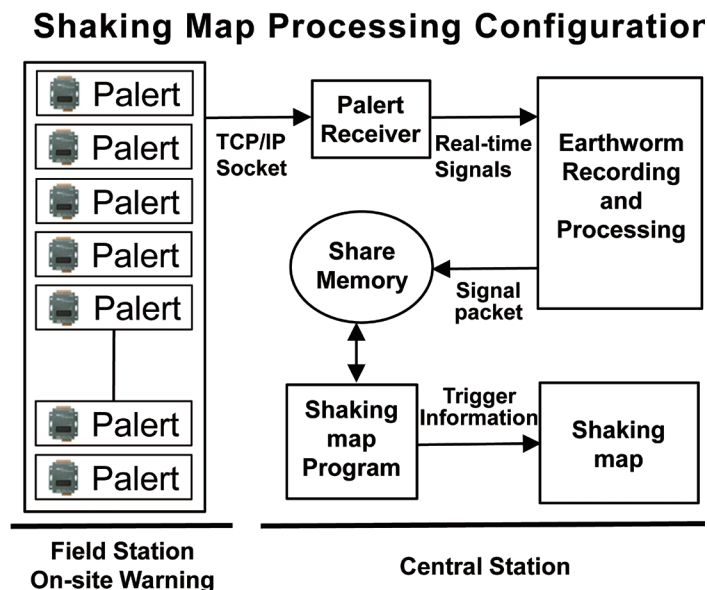 Shaking Map Processing Configuration
Palert
Palert
Palert
Palert
Palert
Palert
Palert
TCP/IP
Socket
Palert
Receiver
Real-time
Signals
Earthworm
Recording
and
Processing
Share
Memory
Signal
packet
Shaking
map
Program
Trigger
Information
Shaking
map
Field Station
On-site Warning
Central Station